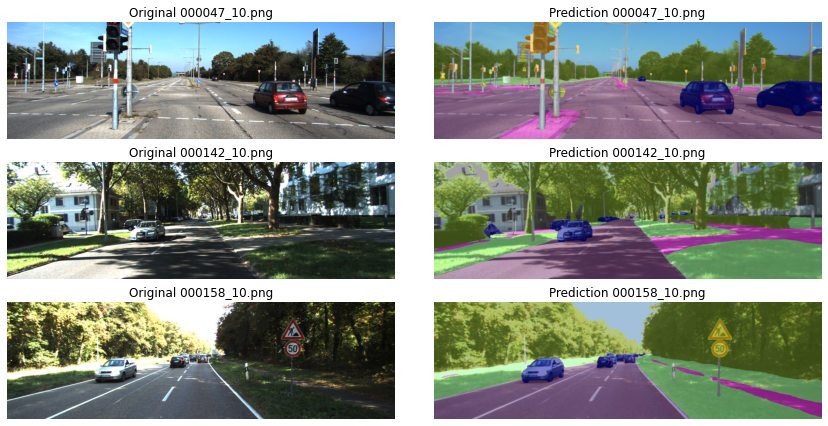 Original 000047_10.png
Prediction 000047_10.png
Original 000142_10.png
Prediction 000142_10.png
Original 000158_10.png
Prediction 000158_10.png
50
50